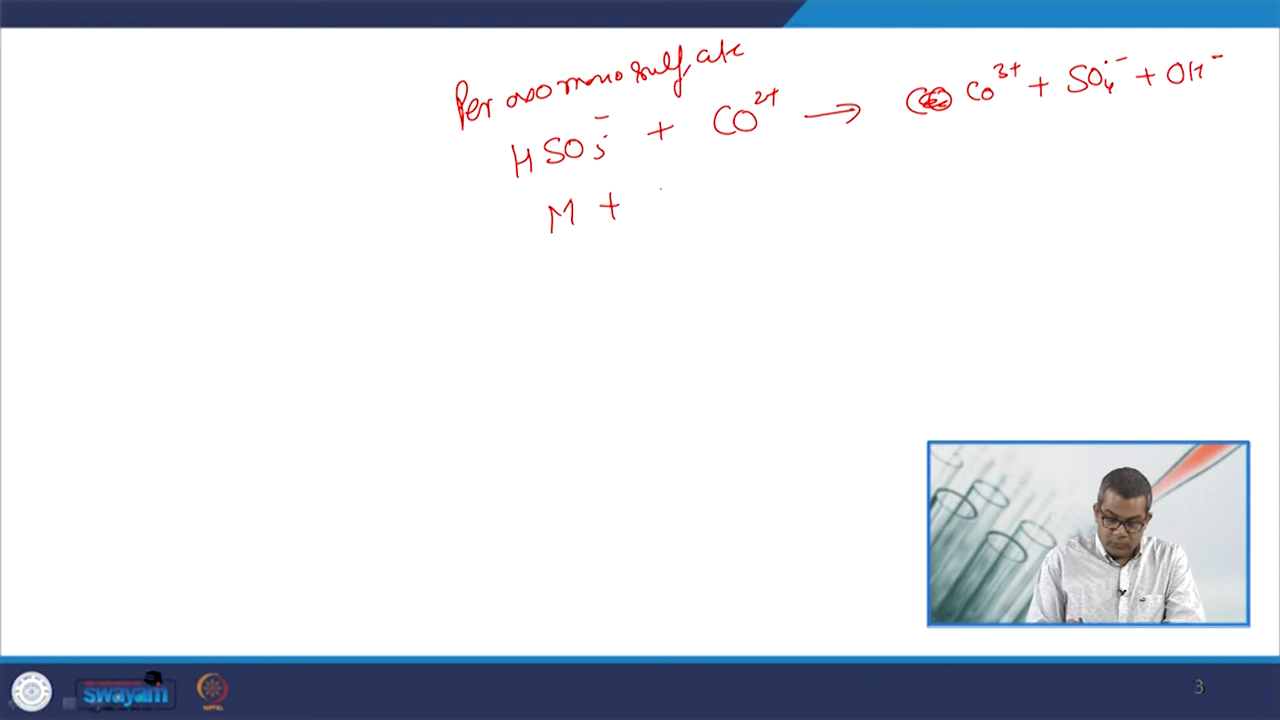 Peroxomonosulfate
HSO₅⁻ + CO²⁺ → Co³⁺ + SO₄˙⁻ + OH⁻
M +
swayam
3